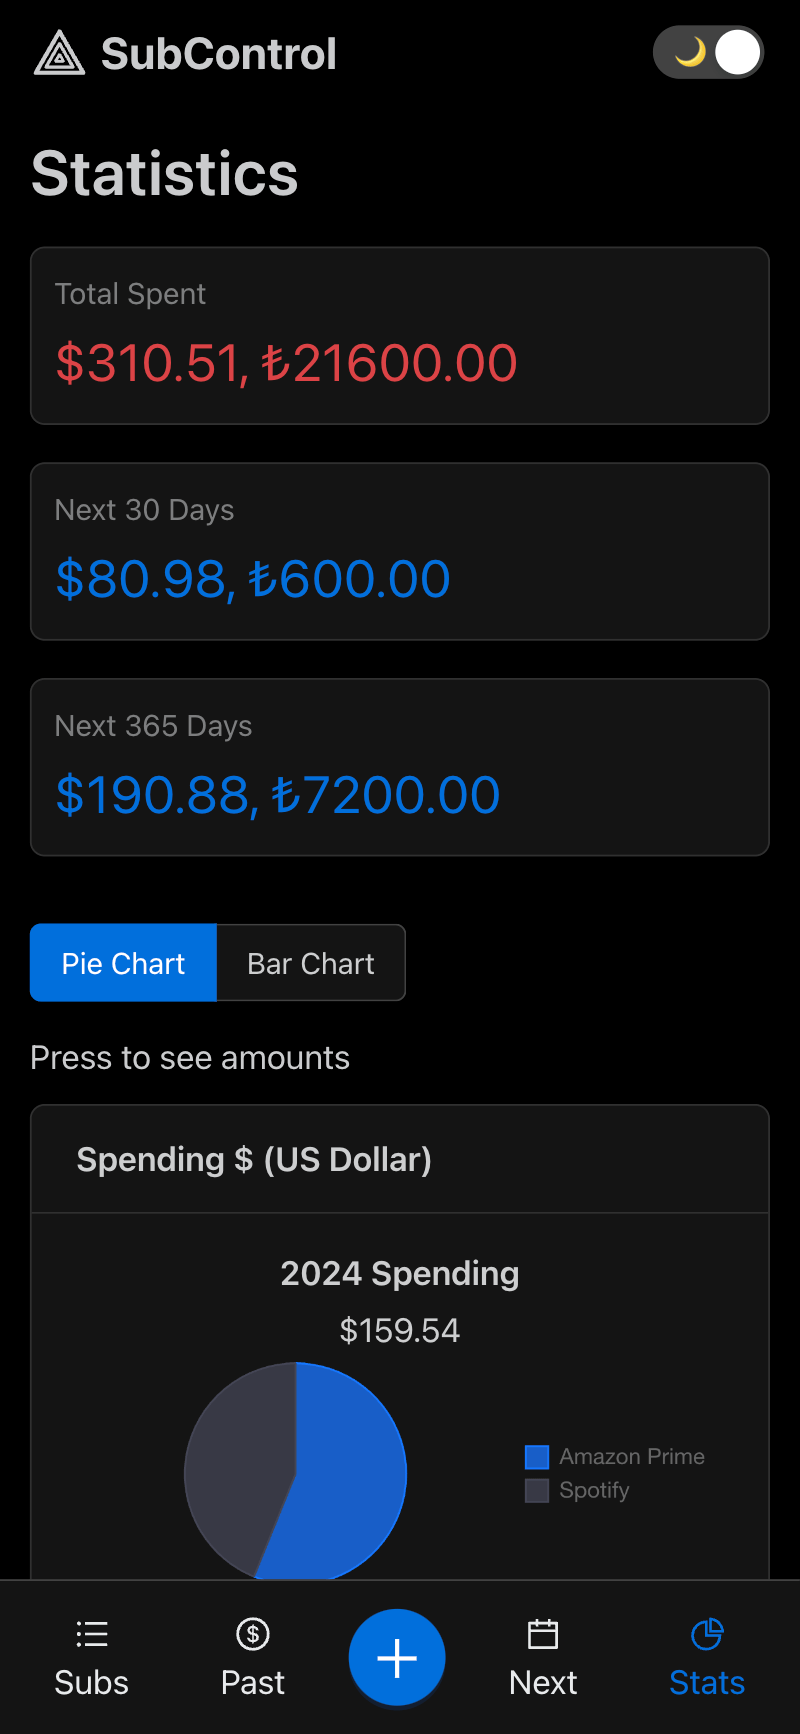 SubControl
Statistics
Total Spent
$310.51, ₺21600.00
Next 30 Days
$80.98, ₺600.00
Next 365 Days
$190.88, ₺7200.00
Pie Chart
Bar Chart
Press to see amounts
Spending $ (US Dollar)
2024 Spending
$159.54
Amazon Prime
Spotify
Subs
Past
Next
Stats